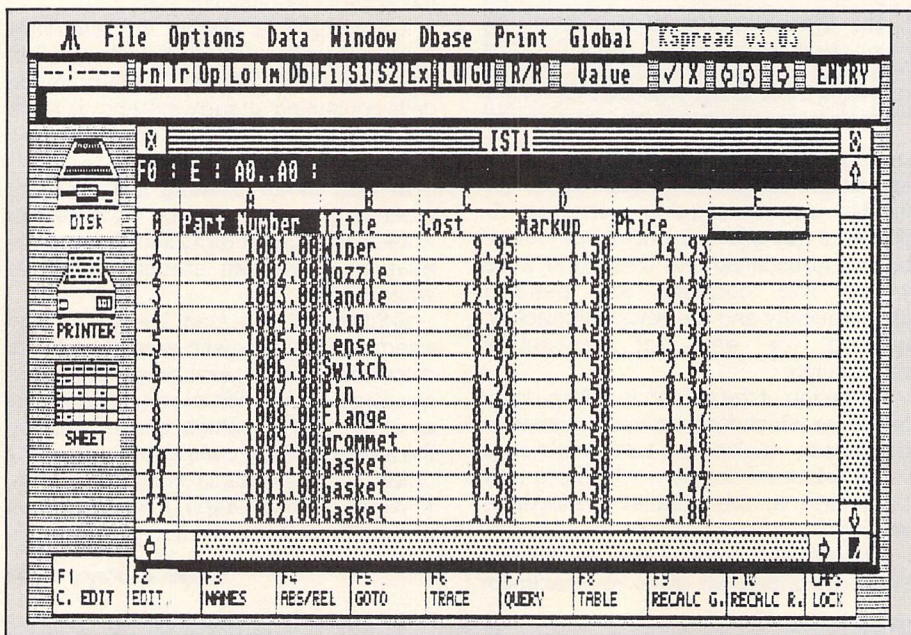 File Options Data Window Dbase Print Global KSpread v3.03
--:---- Fn Tr Op Lo Tm Db Fi S1 S2 Ex LU GU R/R Value √ X ENTRY
LIST1
F0 : E : A0..A0 :
A B C D E F
DISK
PRINTER
SHEET
0 Part Number Title Cost Markup Price
1 1001.00 Wiper 9.95 1.50 14.93
2 1002.00 Nozzle 0.75 1.50 1.13
3 1003.00 Handle 12.85 1.50 19.27
4 1004.00 Clip 0.26 1.50 0.39
5 1005.00 Lense 8.84 1.50 13.26
6 1006.00 Switch 1.76 1.50 2.64
7 1007.00 Pin 0.24 1.50 0.36
8 1008.00 Flange 0.78 1.50 1.17
9 1009.00 Grommet 0.12 1.50 0.18
10 1010.00 Gasket 0.74 1.50 1.11
11 1011.00 Gasket 0.98 1.50 1.47
12 1012.00 Gasket 1.20 1.50 1.80
F1 F2 F3 F4 F5 F6 F7 F8 F9 F10 CAPS
C. EDIT EDIT NAMES ABS/REL GOTO TRACE QUERY TABLE RECALC G. RECALC R. LOCK